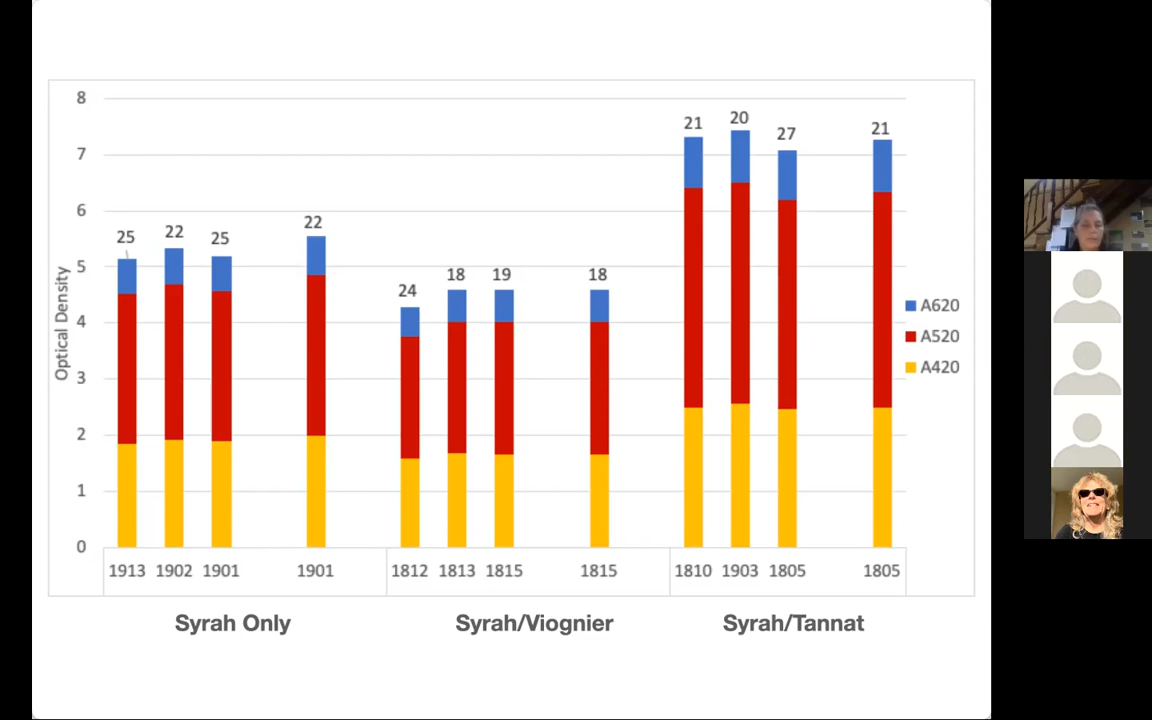 8
7
6
5
4
3
2
1
0
Optical Density
25
22
25
22
24
18
19
18
21
20
27
21
1913 1902 1901 1901
1812 1813 1815 1815
1810 1903 1805 1805
Syrah Only
Syrah/Viognier
Syrah/Tannat
A620
A520
A420